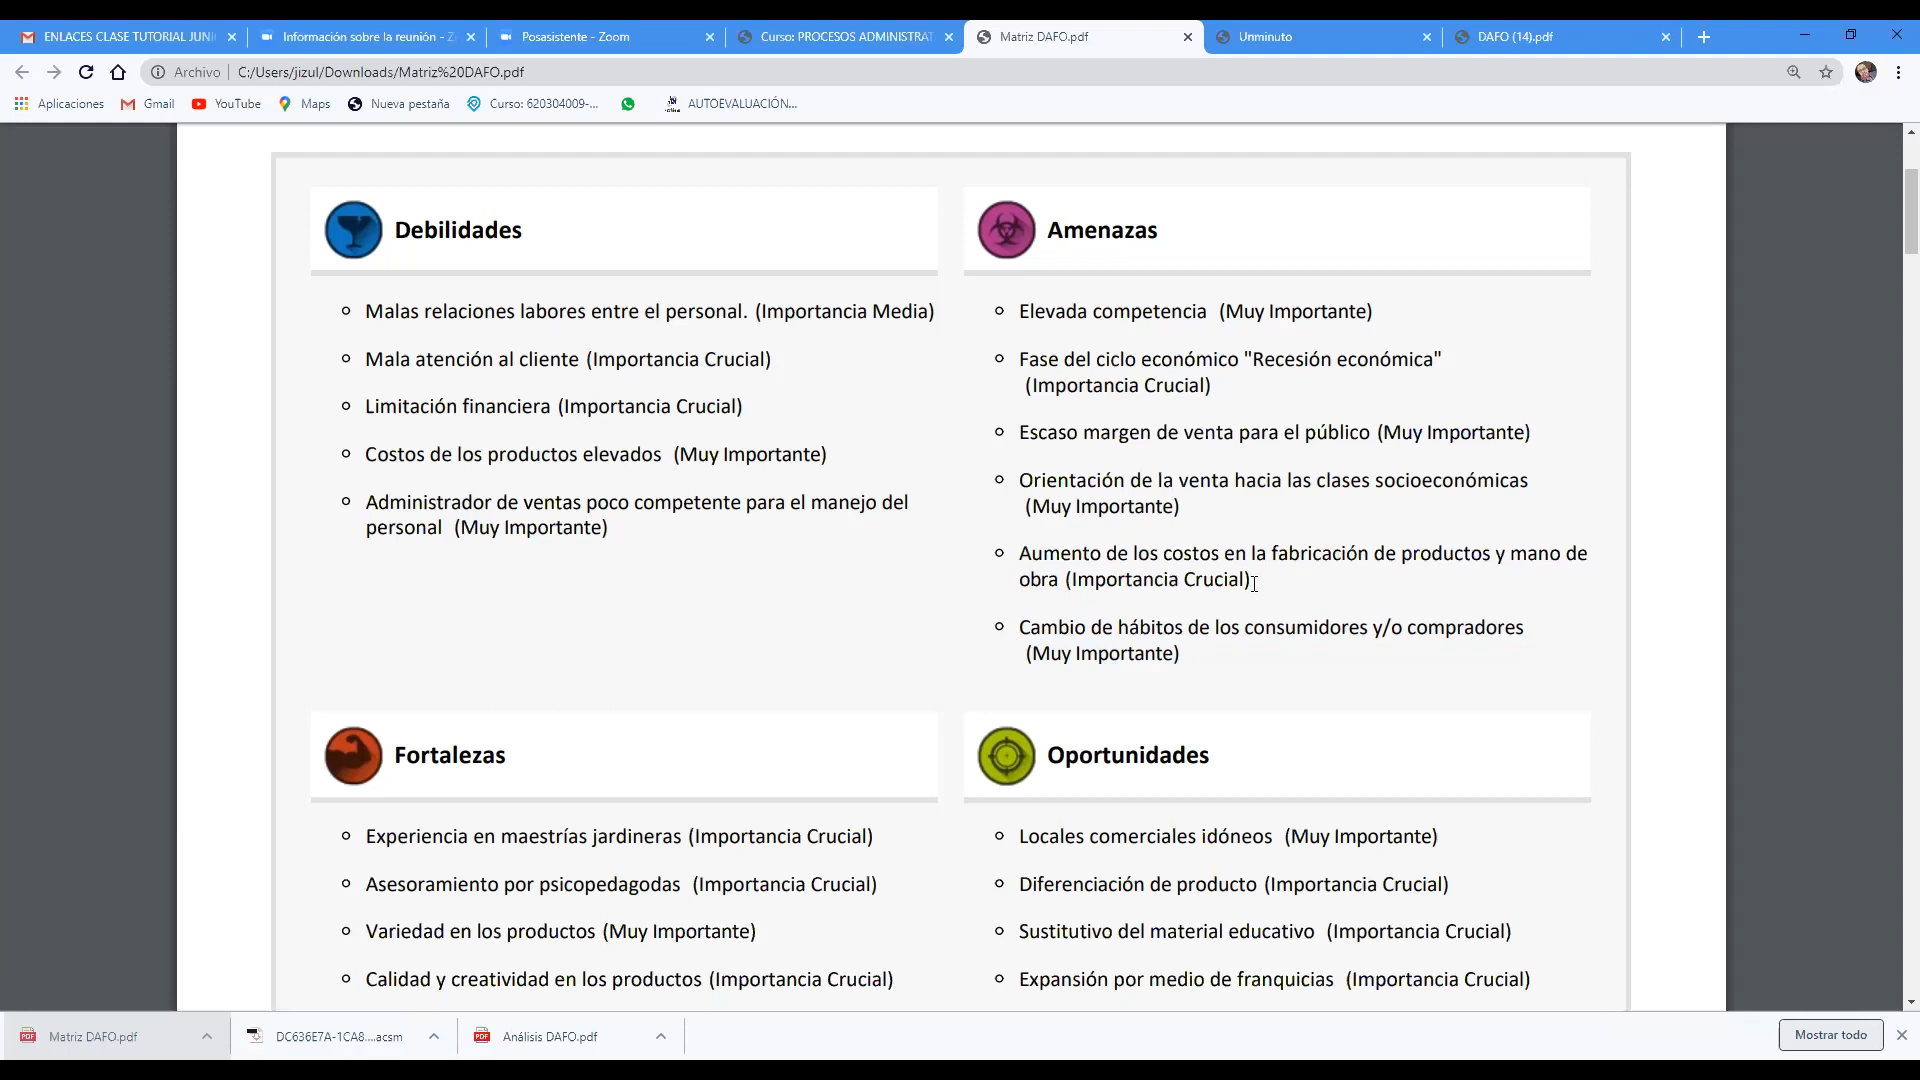 ENLACES CLASE TUTORIAL JUNI
Información sobre la reunión - Z
Posasistente - Zoom
Curso: PROCESOS ADMINISTRAT
Matriz DAFO.pdf
Unminuto
DAFO (14).pdf
Archivo
C:/Users/jizul/Downloads/Matriz%20DAFO.pdf
Aplicaciones
Gmail
YouTube
Maps
Nueva pestaña
Curso: 620304009-...
AUTOEVALUACIÓN...
Debilidades
Malas relaciones labores entre el personal. (Importancia Media)
Mala atención al cliente (Importancia Crucial)
Limitación financiera (Importancia Crucial)
Costos de los productos elevados (Muy Importante)
Administrador de ventas poco competente para el manejo del
personal (Muy Importante)
Amenazas
Elevada competencia (Muy Importante)
Fase del ciclo económico "Recesión económica"
(Importancia Crucial)
Escaso margen de venta para el público (Muy Importante)
Orientación de la venta hacia las clases socioeconómicas
(Muy Importante)
Aumento de los costos en la fabricación de productos y mano de
obra (Importancia Crucial)
Cambio de hábitos de los consumidores y/o compradores
(Muy Importante)
Fortalezas
Experiencia en maestrías jardineras (Importancia Crucial)
Asesoramiento por psicopedagodas (Importancia Crucial)
Variedad en los productos (Muy Importante)
Calidad y creatividad en los productos (Importancia Crucial)
Oportunidades
Locales comerciales idóneos (Muy Importante)
Diferenciación de producto (Importancia Crucial)
Sustitutivo del material educativo (Importancia Crucial)
Expansión por medio de franquicias (Importancia Crucial)
Matriz DAFO.pdf
DC636E7A-1CA8....acsm
Análisis DAFO.pdf
Mostrar todo